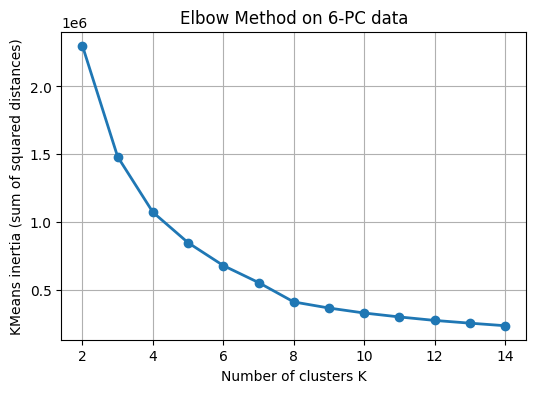 Elbow Method on 6-PC data
1e6
KMeans inertia (sum of squared distances)
2.0
1.5
1.0
0.5
2 4 6 8 10 12 14
Number of clusters K